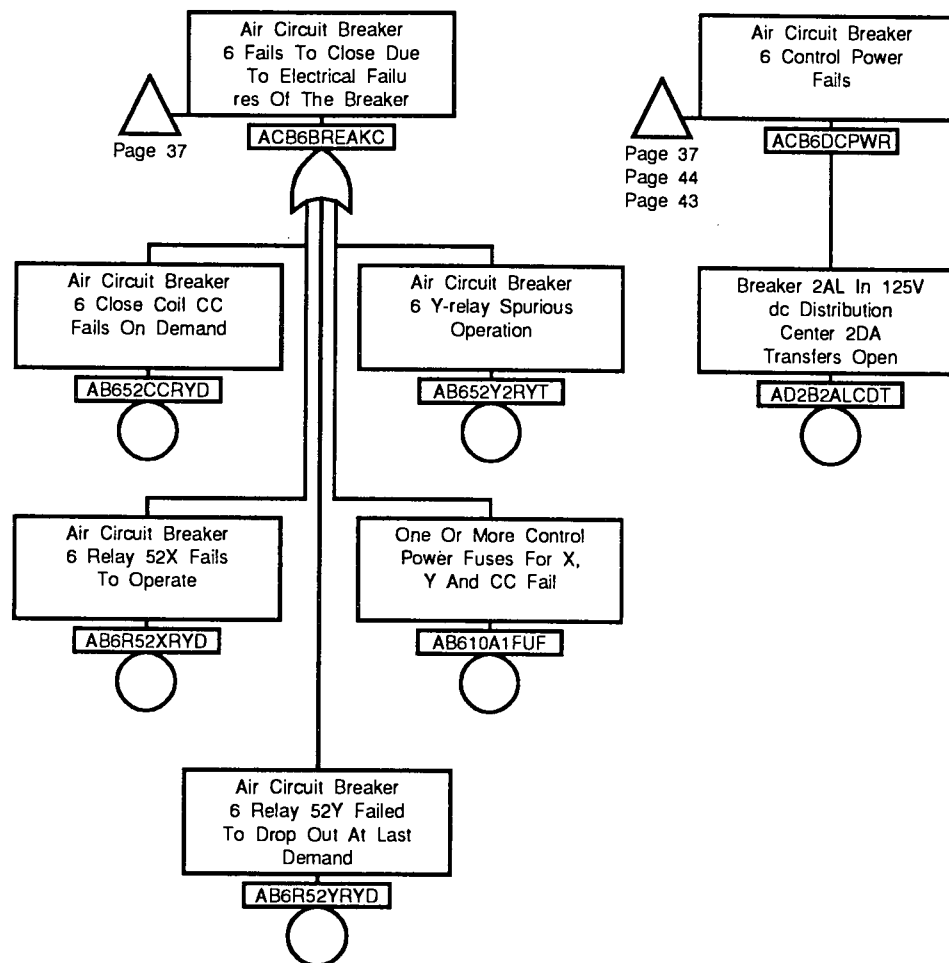 Air Circuit Breaker
6 Fails To Close Due
To Electrical Failu
res Of The Breaker
Page 37
ACB6BREAKC
Air Circuit Breaker
6 Control Power
Fails
ACB6DCPWR
Page 37
Page 44
Page 43
Air Circuit Breaker
6 Close Coil CC
Fails On Demand
AB652CCRYD
Air Circuit Breaker
6 Y-relay Spurious
Operation
AB652Y2RYT
Breaker 2AL In 125V
dc Distribution
Center 2DA
Transfers Open
AD2B2ALCDT
Air Circuit Breaker
6 Relay 52X Fails
To Operate
AB6R52XRYD
One Or More Control
Power Fuses For X,
Y And CC Fail
AB610A1FUF
Air Circuit Breaker
6 Relay 52Y Failed
To Drop Out At Last
Demand
AB6R52YRYD